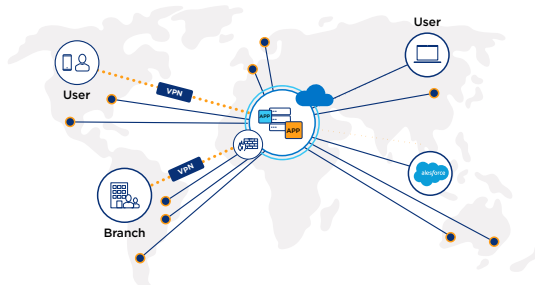 User
User
VPN
APP
APP
VPN
salesforce
Branch